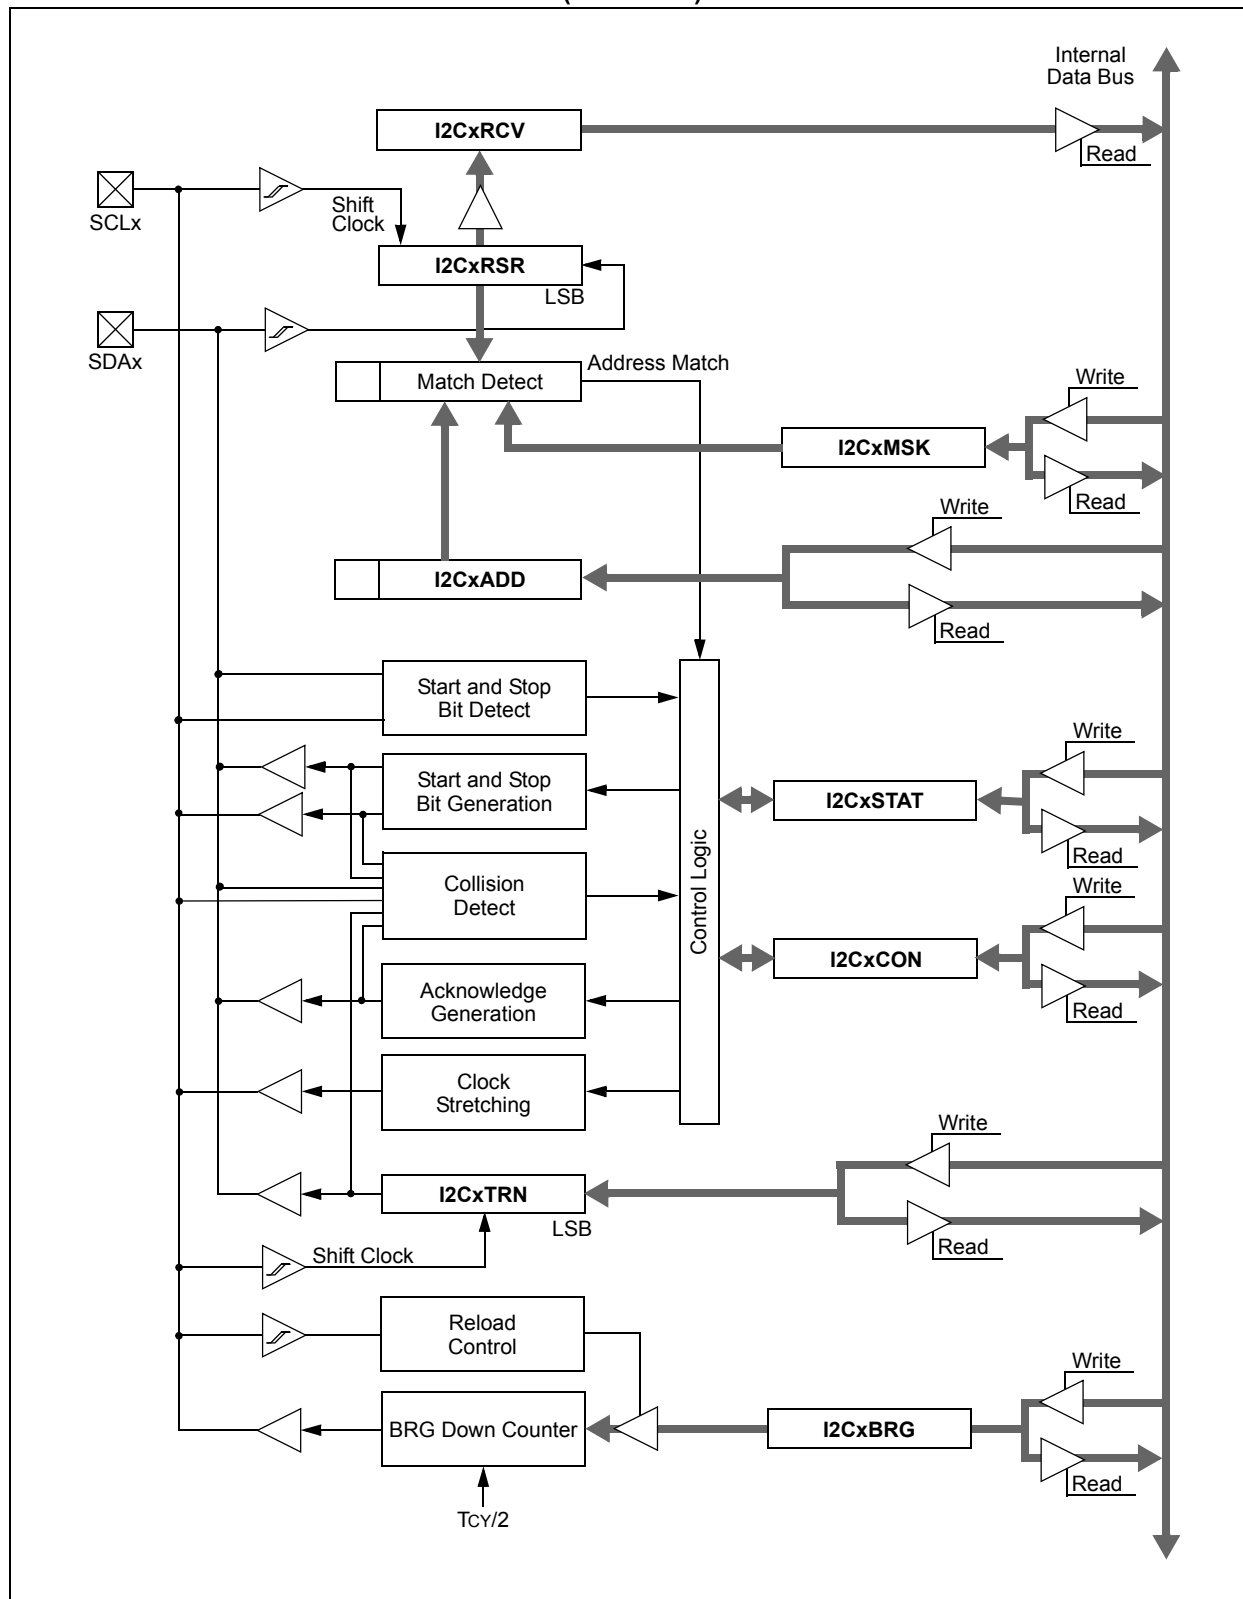 Internal
Data Bus
I2CxRCV
Read
SCLx
Shift
Clock
I2CxRSR
LSB
SDAx
Match Detect
Address Match
Write
I2CxMSK
Read
Write
I2CxADD
Read
Start and Stop
Bit Detect
Write
Start and Stop
Bit Generation
I2CxSTAT
Read
Control Logic
Collision
Detect
Write
I2CxCON
Read
Acknowledge
Generation
Clock
Stretching
Write
I2CxTRN
LSB
Read
Shift Clock
Reload
Control
Write
BRG Down Counter
I2CxBRG
Read
TCY/2